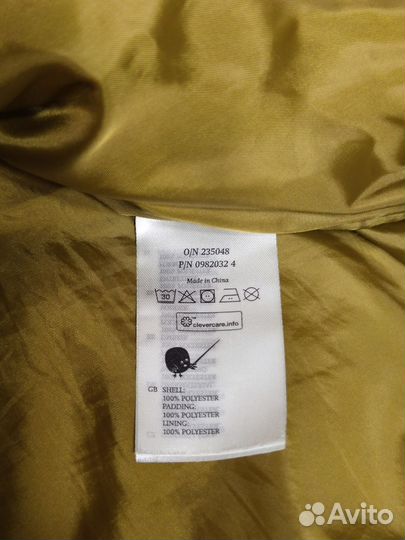 O/N 235048
P/N 0982032 4
Made in China
30
clevercare.info
GB SHELL:
100% POLYESTER
PADDING:
100% POLYESTER
LINING:
100% POLYESTER
Avito